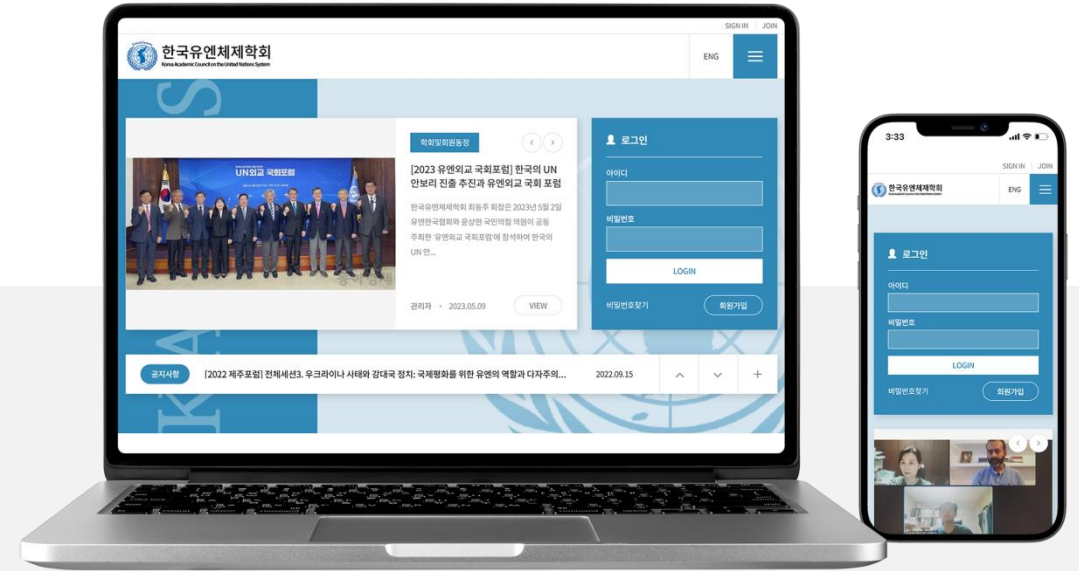 SIGN IN JOIN
한국유엔체제학회
Korea Academic Council on the United Nations System
ENG
KA
S
UN외교 국회포럼
학회및회원동정
[2023 유엔외교 국회포럼] 한국의 UN
안보리 진출 추진과 유엔외교 국회 포럼
한국유엔체제학회 최동주 회장은 2023년 5월 2일
유엔한국협회와 윤상현 국민의힘 의원이 공동
주최한 '유엔외교 국회포럼'에 참석하여 한국의
UN 안...
관리자 · 2023.05.09
VIEW
로그인
아이디
비밀번호
LOGIN
비밀번호찾기
회원가입
공지사항
[2022 제주포럼] 전체세션3. 우크라이나 사태와 강대국 정치: 국제평화를 위한 유엔의 역할과 다자주의...
2022.09.15
3:33
SIGN IN JOIN
한국유엔체제학회
ENG
로그인
아이디
비밀번호
LOGIN
비밀번호찾기
회원가입